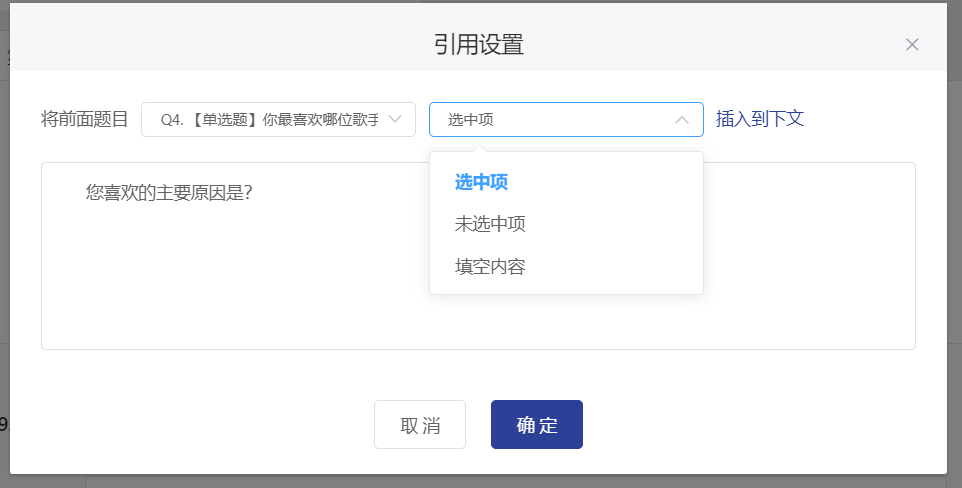 引用设置
将前面题目 Q4. 【单选题】你最喜欢哪位歌手 选中项 插入到下文
您喜欢的主要原因是?
选中项
未选中项
填空内容
取消 确定
9